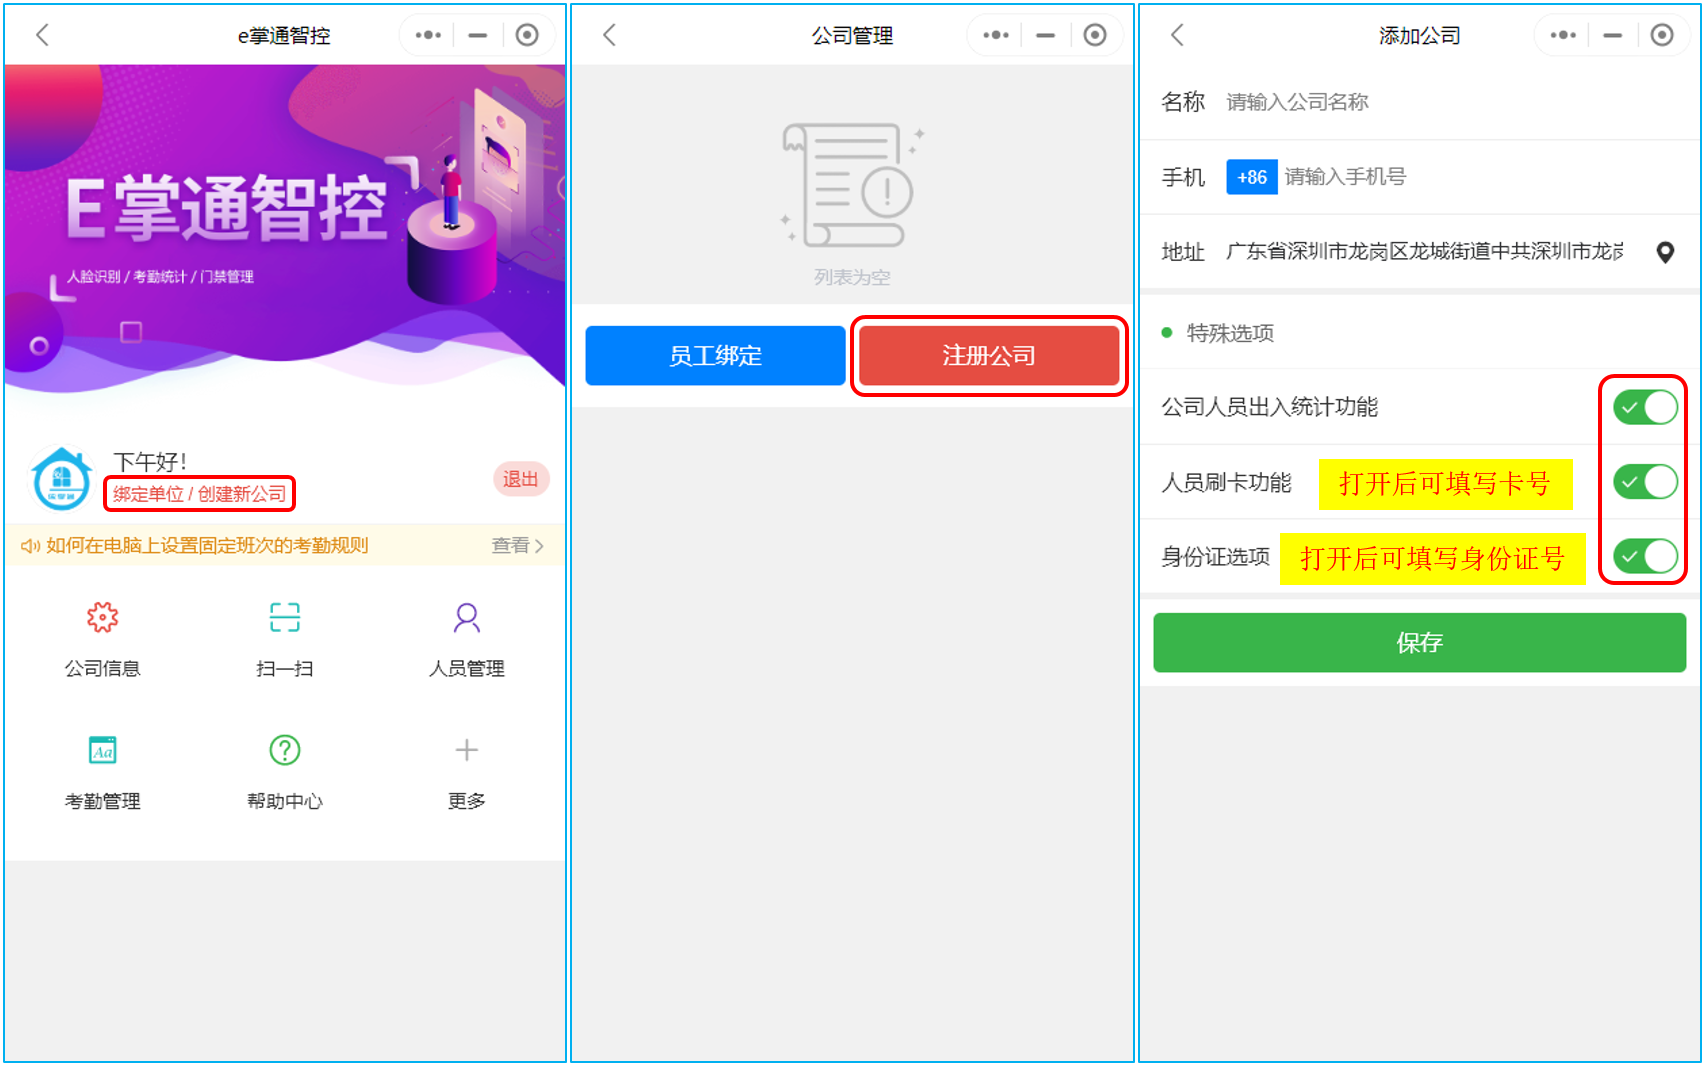 e掌通智控
E掌通智控
人脸识别 / 考勤统计 / 门禁管理
下午好！
绑定单位 / 创建新公司
退出
如何在电脑上设置固定班次的考勤规则
查看
公司信息
扫一扫
人员管理
Aa
考勤管理
帮助中心
更多
公司管理
列表为空
员工绑定
注册公司
添加公司
名称 请输入公司名称
手机 +86 请输入手机号
地址 广东省深圳市龙岗区龙城街道中共深圳市龙岗
特殊选项
公司人员出入统计功能
人员刷卡功能 打开后可填写卡号
身份证选项 打开后可填写身份证号
保存